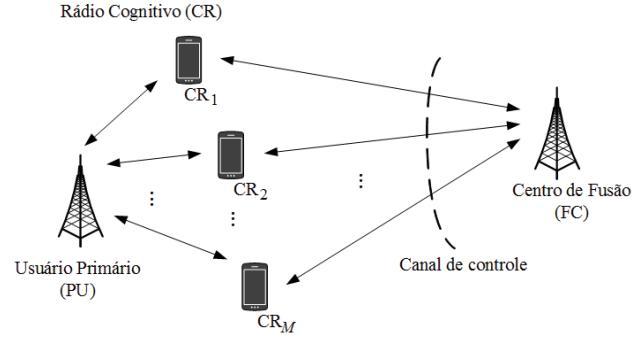 Rádio Cognitivo (CR)
CR1
CR2
⋮
⋮
⋮
Centro de Fusão
(FC)
Usuário Primário
(PU)
Canal de controle
CRM